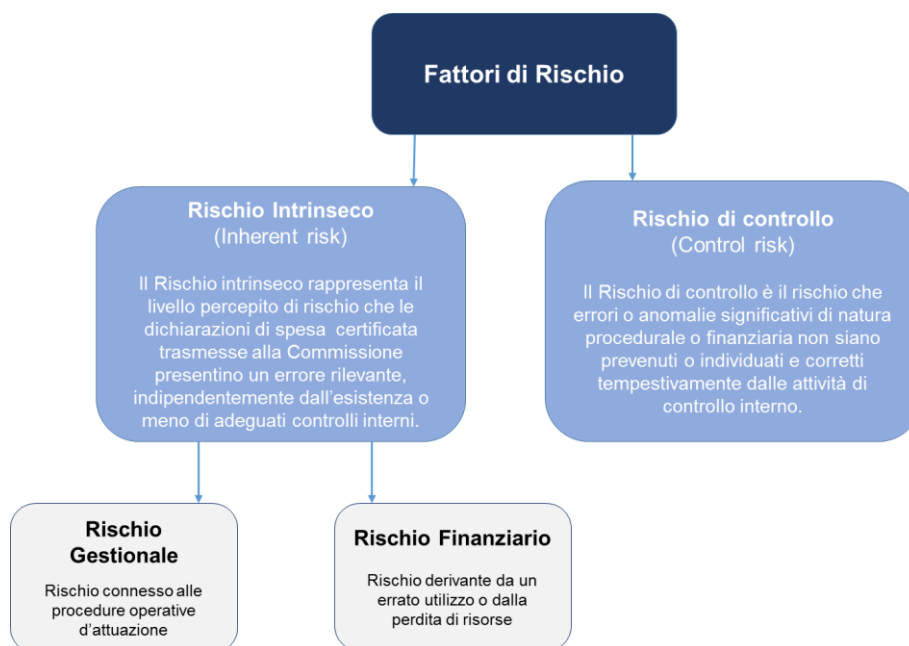 Fattori di Rischio
Rischio Intrinseco
(Inherent risk)
Il Rischio intrinseco rappresenta il
livello percepito di rischio che le
dichiarazioni di spesa certificata
trasmesse alla Commissione
presentino un errore rilevante,
indipendentemente dall'esistenza o
meno di adeguati controlli interni.
Rischio di controllo
(Control risk)
Il Rischio di controllo è il rischio che
errori o anomalie significativi di natura
procedurale o finanziaria non siano
prevenuti o individuati e corretti
tempestivamente dalle attività di
controllo interno.
Rischio
Gestionale
Rischio connesso alle
procedure operative
d'attuazione
Rischio Finanziario
Rischio derivante da un
errato utilizzo o dalla
perdita di risorse